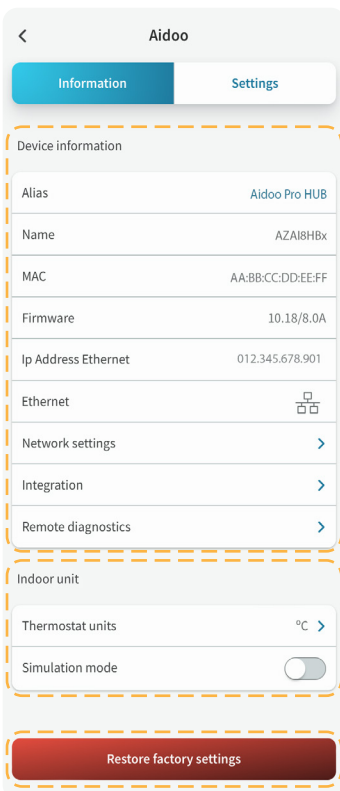 Aidoo
Information Settings
Device information
Alias Aidoo Pro HUB
Name AZAI8HBx
MAC AA:BB:CC:DD:EE:FF
Firmware 10.18/8.0A
Ip Address Ethernet 012.345.678.901
Ethernet
Network settings
Integration
Remote diagnostics
Indoor unit
Thermostat units ºC
Simulation mode
Restore factory settings